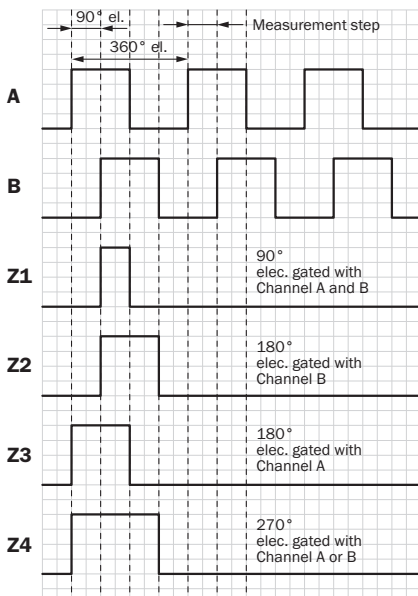 90° el.
Measurement step
360° el.
A
B
Z1
90°
elec. gated with
Channel A and B
Z2
180°
elec. gated with
Channel B
Z3
180°
elec. gated with
Channel A
Z4
270°
elec. gated with
Channel A or B